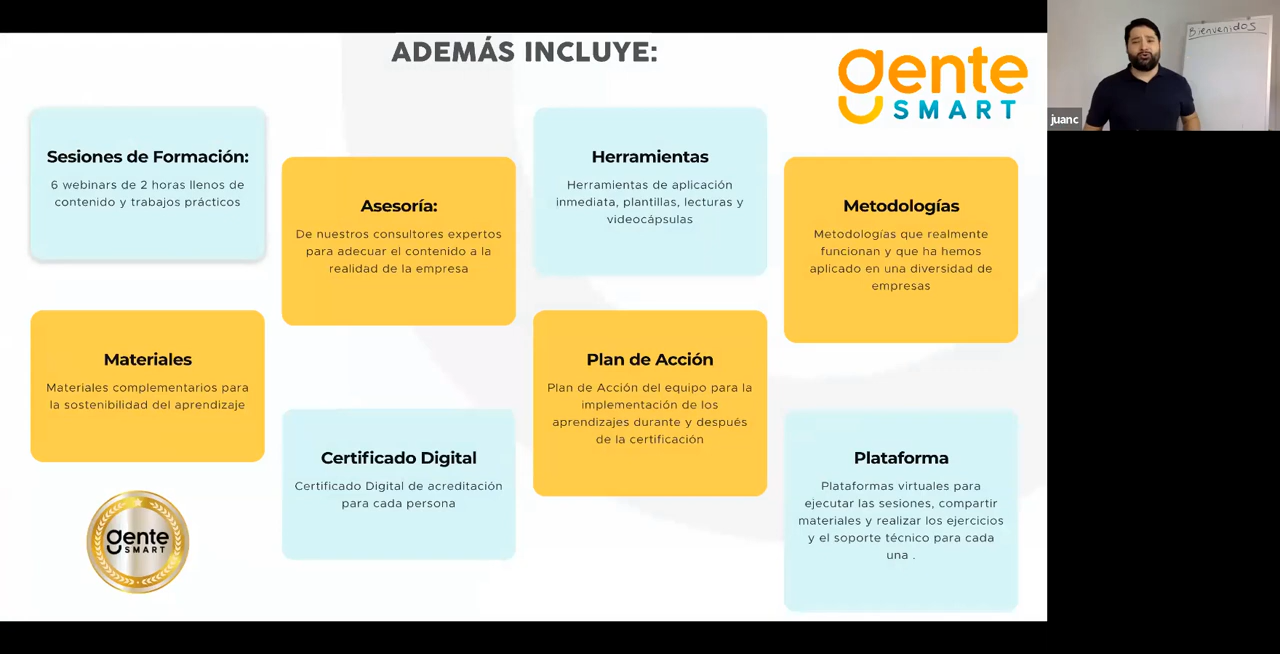 ADEMÁS INCLUYE:
gente
SMART
Sesiones de Formación:
6 webinars de 2 horas llenos de
contenido y trabajos prácticos
Asesoría:
De nuestros consultores expertos
para adecuar el contenido a la
realidad de la empresa
Herramientas
Herramientas de aplicación
inmediata, plantillas, lecturas y
videocápsulas
Metodologías
Metodologías que realmente
funcionan y que ha hemos
aplicado en una diversidad de
empresas
Materiales
Materiales complementarios para
la sostenibilidad del aprendizaje
Certificado Digital
Certificado Digital de acreditación
para cada persona
Plan de Acción
Plan de Acción del equipo para la
implementación de los
aprendizajes durante y después
de la certificación
Plataforma
Plataformas virtuales para
ejecutar las sesiones, compartir
materiales y realizar los ejercicios
y el soporte técnico para cada
una .
gente
SMART
Bienvenidos
juanc